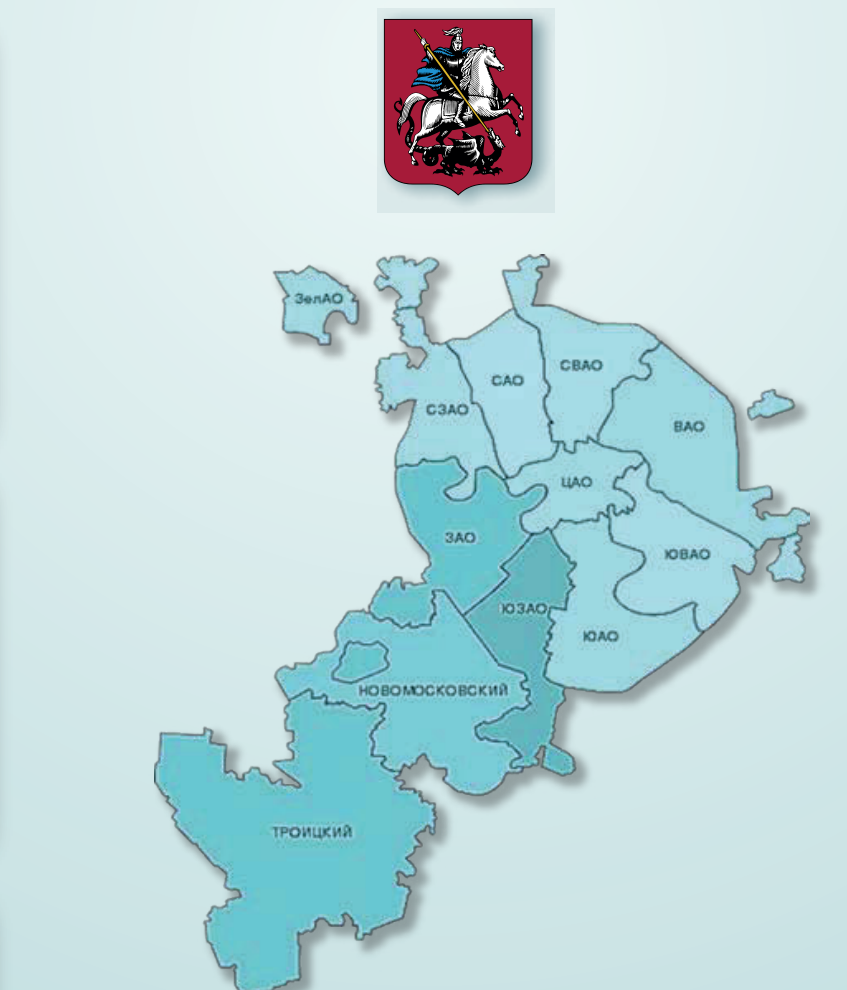 ЗелАО
СВАО
САО
СЗАО
ВАО
ЦАО
ЗАО
ЮВАО
ЮЗАО
ЮАО
НОВОМОСКОВСКИЙ
ТРОИЦКИЙ